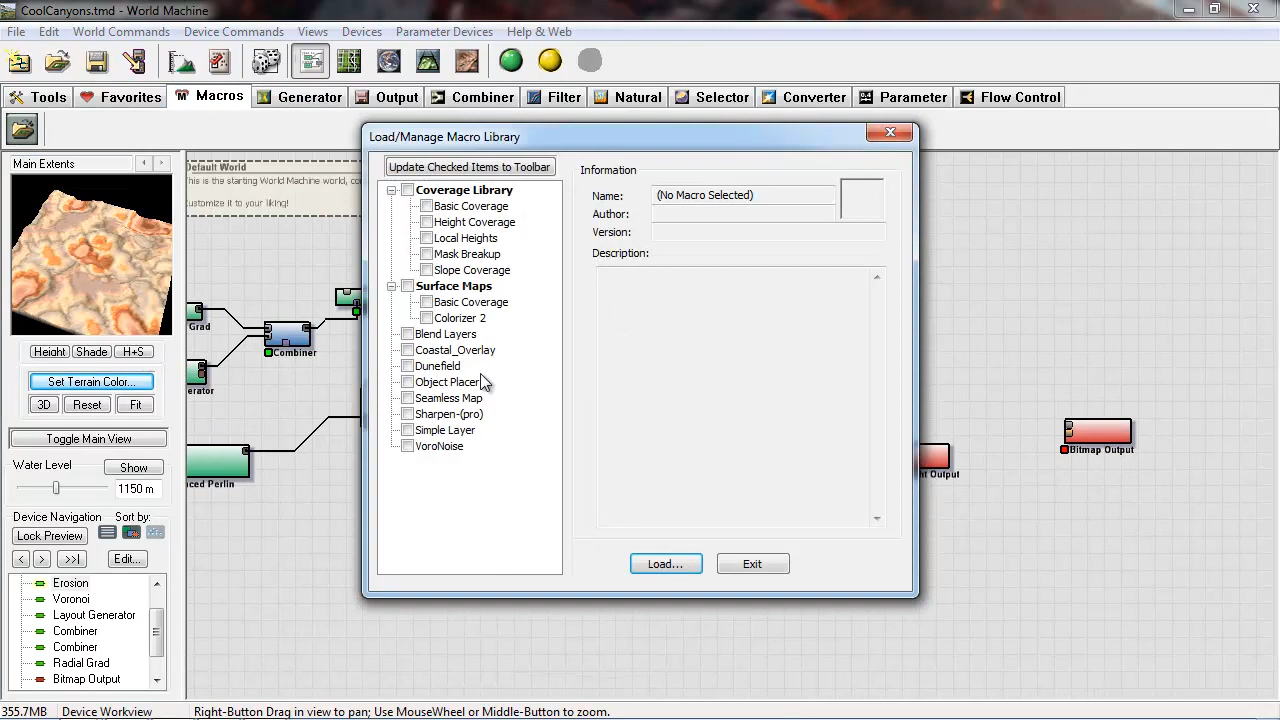 CoolCanyons.tmd - World Machine
File Edit World Commands Device Commands Views Devices Parameter Devices Help & Web
Tools Favorites Macros Generator Output Combiner Filter Natural Selector Converter Parameter Flow Control
Main Extents
Height Shade H+S
Set Terrain Color...
3D Reset Fit
Toggle Main View
Water Level Show
1150 m
Device Navigation Sort by:
Lock Preview
< > >>| Edit...
Erosion
Voronoi
Layout Generator
Combiner
Combiner
Radial Grad
Bitmap Output
Default World
This is the starting World Machine world, co
customize it to your liking!
Grad
Combiner
erator
nced Perlin
Load/Manage Macro Library
Update Checked Items to Toolbar
Coverage Library
Basic Coverage
Height Coverage
Local Heights
Mask Breakup
Slope Coverage
Surface Maps
Basic Coverage
Colorizer 2
Blend Layers
Coastal_Overlay
Dunefield
Object Placer
Seamless Map
Sharpen-(pro)
Simple Layer
VoroNoise
Information
Name: (No Macro Selected)
Author:
Version:
Description:
Load... Exit
ht Output
Bitmap Output
355.7MB Device Workview Right-Button Drag in view to pan; Use MouseWheel or Middle-Button to zoom.